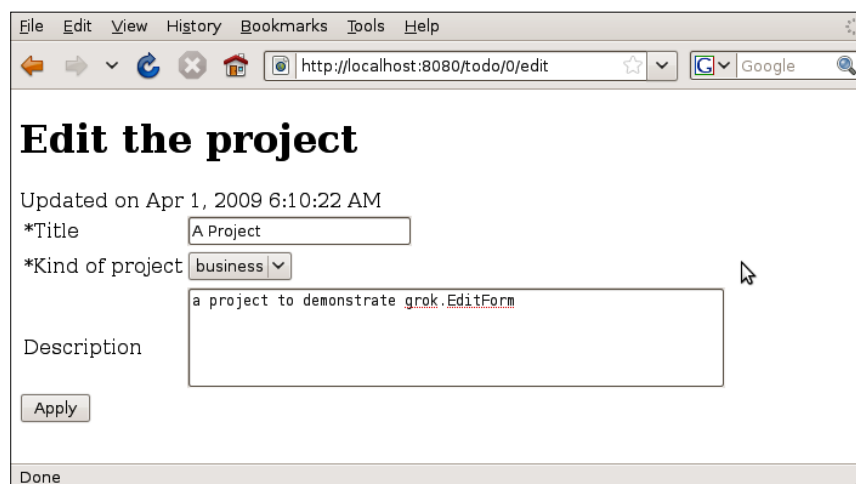 File Edit View History Bookmarks Tools Help
http://localhost:8080/todo/0/edit Google
Edit the project
Updated on Apr 1, 2009 6:10:22 AM
*Title A Project
*Kind of project business
a project to demonstrate grok.EditForm
Description
Apply
Done